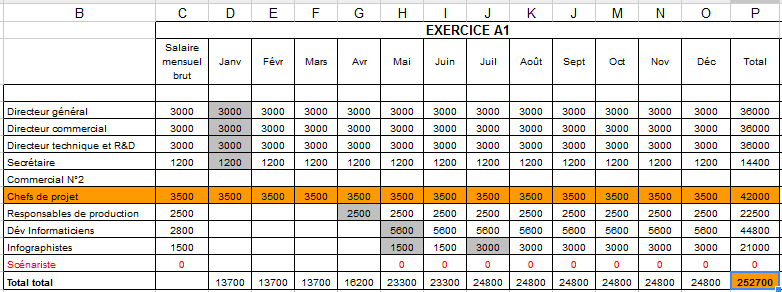 B C D E F G H I J K J M N O P
EXERCICE A1
Salaire mensuel brut Janv Févr Mars Avr Mai Juin Juil Août Sept Oct Nov Déc Total
Directeur général 3000 3000 3000 3000 3000 3000 3000 3000 3000 3000 3000 3000 3000 36000
Directeur commercial 3000 3000 3000 3000 3000 3000 3000 3000 3000 3000 3000 3000 3000 36000
Directeur technique et R&D 3000 3000 3000 3000 3000 3000 3000 3000 3000 3000 3000 3000 3000 36000
Secrétaire 1200 1200 1200 1200 1200 1200 1200 1200 1200 1200 1200 1200 1200 14400
Commercial N°2
Chefs de projet 3500 3500 3500 3500 3500 3500 3500 3500 3500 3500 3500 3500 3500 42000
Responsables de production 2500 2500 2500 2500 2500 2500 2500 2500 2500 2500 22500
Dév Informaticiens 2800 5600 5600 5600 5600 5600 5600 5600 5600 44800
Infographistes 1500 1500 1500 3000 3000 3000 3000 3000 3000 21000
Scénariste 0 0 0 0 0 0 0 0 0 0
Total total 13700 13700 13700 16200 23300 23300 24800 24800 24800 24800 24800 24800 252700